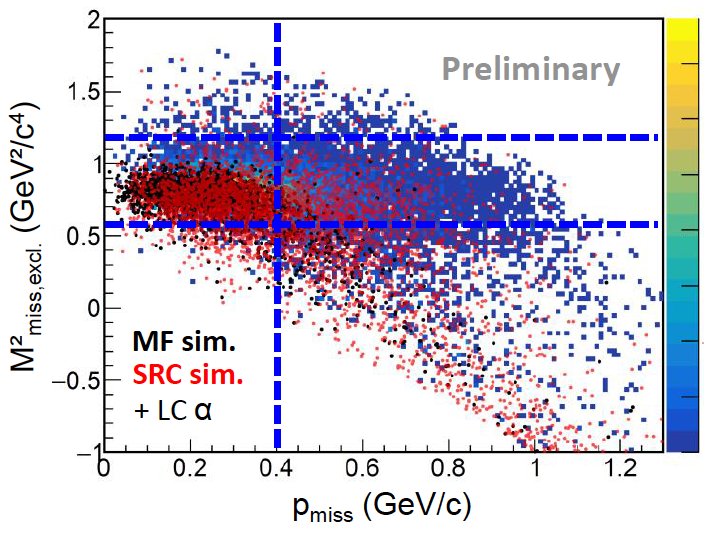 2
1.5
1
0.5
0
−0.5
−1
M²miss,excl. (GeV²/c⁴)
Preliminary
MF sim.
SRC sim.
+ LC α
0 0.2 0.4 0.6 0.8 1 1.2
pmiss (GeV/c)